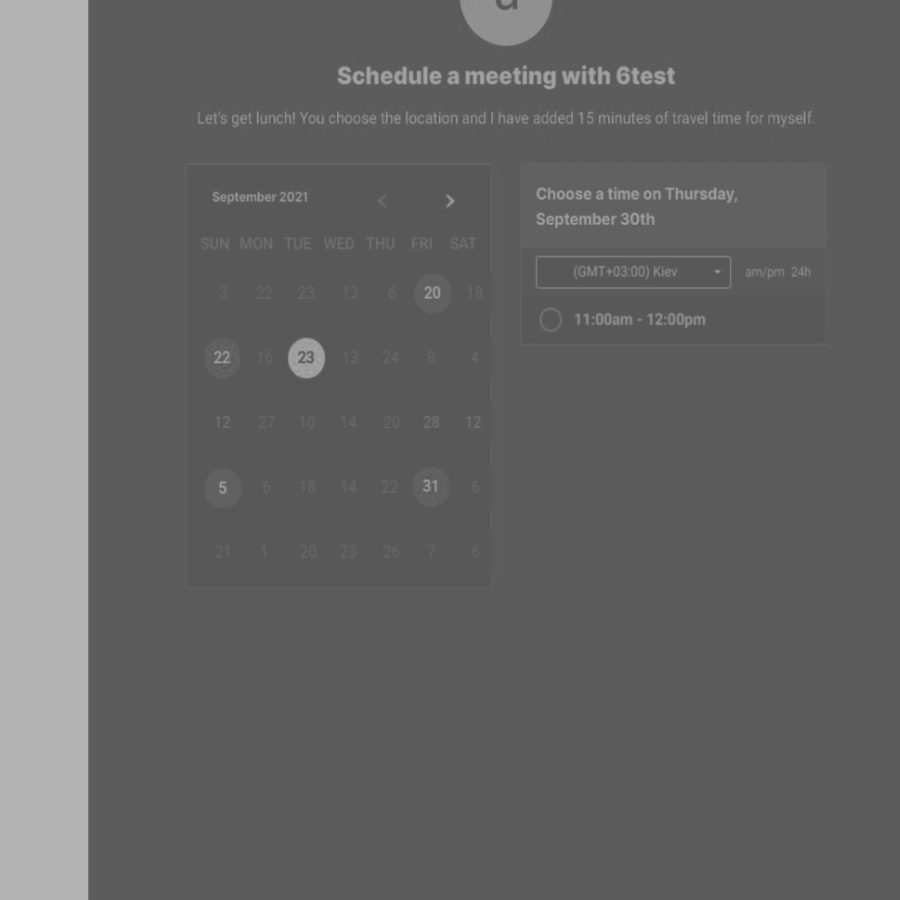 Schedule a meeting with 6test
Let's get lunch! You choose the location and I have added 15 minutes of travel time for myself.
September 2021
SUN MON TUE WED THU FRI SAT
3 22 23 13 6 20 18
22 16 23 13 24 8 4
12 27 10 14 20 28 12
5 6 18 14 22 31 6
21 1 20 23 26 7 6
Choose a time on Thursday,
September 30th
(GMT+03:00) Kiev am/pm 24h
11:00am - 12:00pm